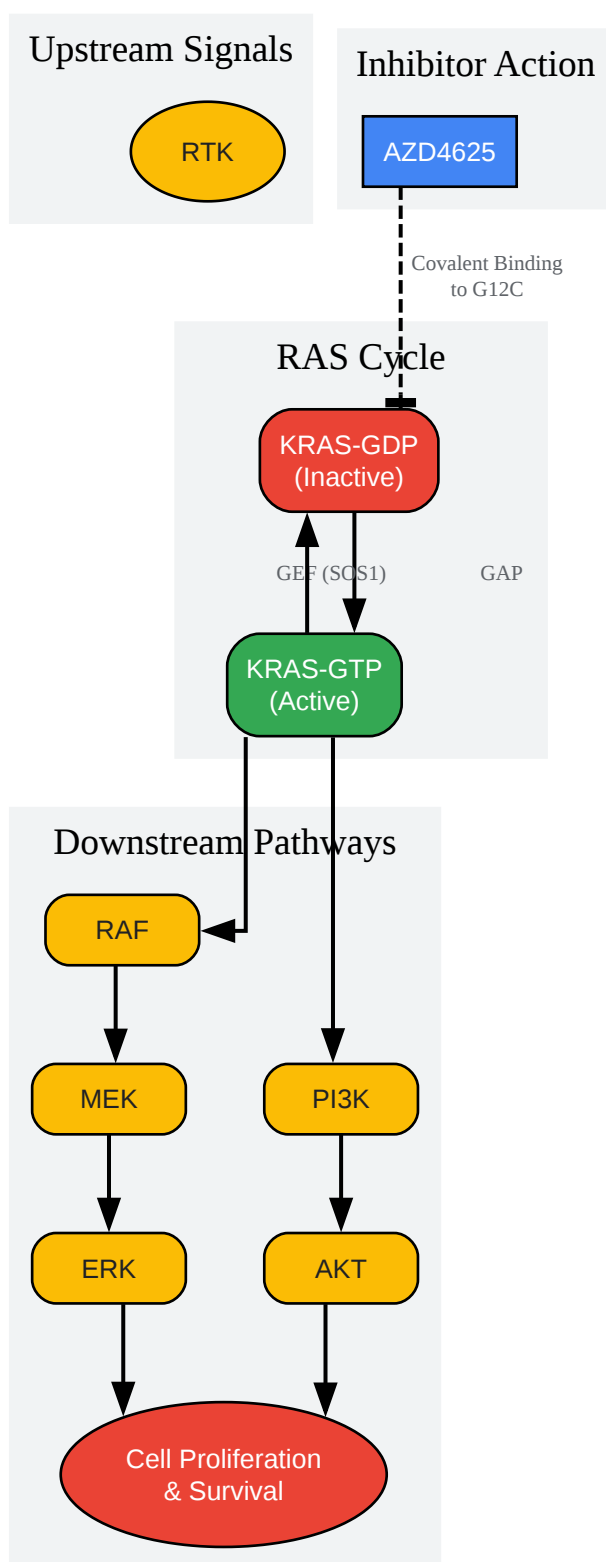 Upstream Signals
Inhibitor Action
RTK
AZD4625
Covalent Binding
to G12C
RAS Cycle
KRAS-GDP
(Inactive)
GEF (SOS1)
GAP
KRAS-GTP
(Active)
Downstream Pathways
RAF
MEK
PI3K
ERK
AKT
Cell Proliferation
& Survival